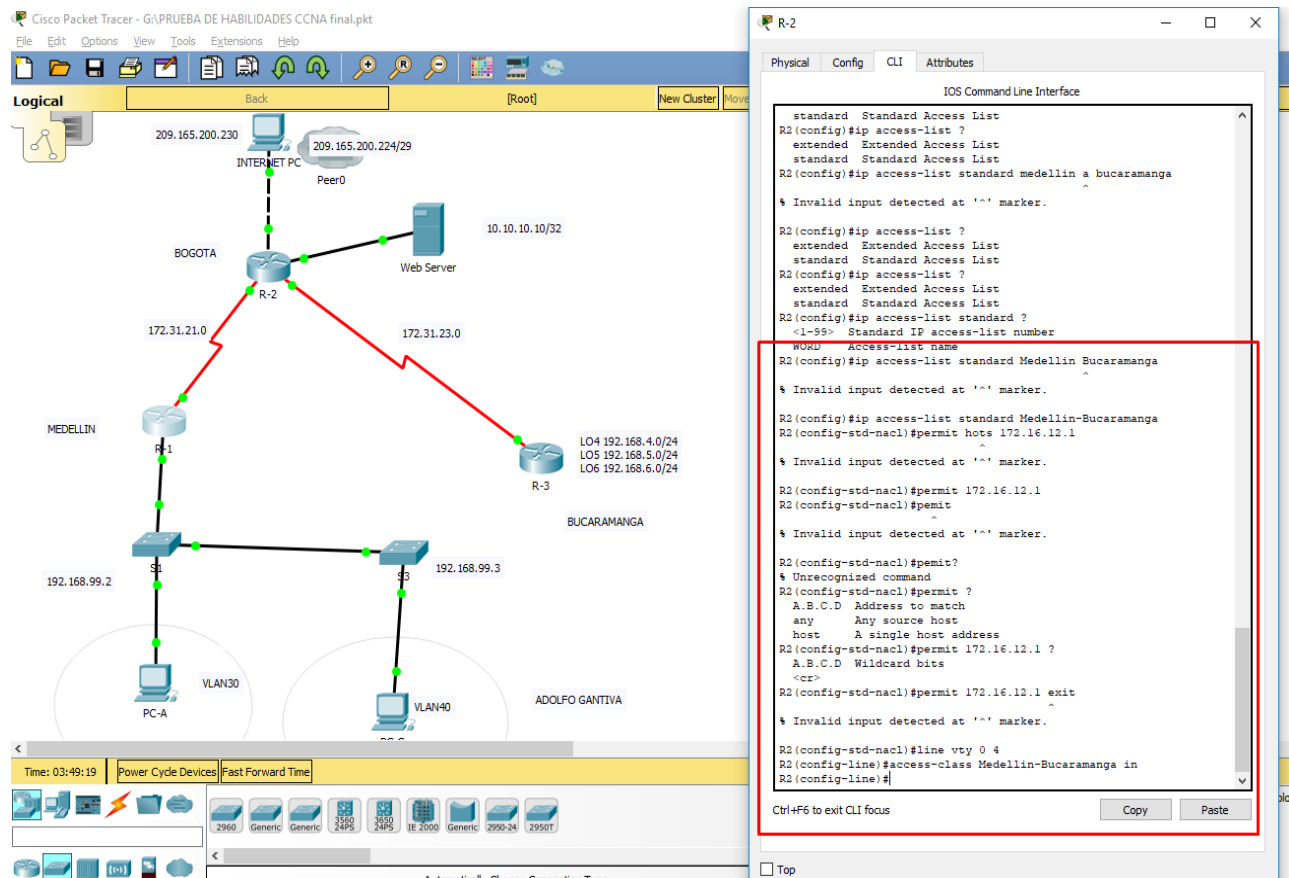 Cisco Packet Tracer - G:\PRUEBA DE HABILIDADES CCNA final.pkt
File Edit Options View Tools Extensions Help
Logical
Back
[Root]
New Cluster
Move
209.165.200.230
INTERNET PC
209.165.200.224/29
Peer0
10.10.10.10/32
Web Server
BOGOTA
R-2
172.31.21.0
172.31.23.0
MEDELLIN
R-1
LO4 192.168.4.0/24
LO5 192.168.5.0/24
LO6 192.168.6.0/24
R-3
BUCARAMANGA
S1
192.168.99.2
S3
192.168.99.3
VLAN30
PC-A
VLAN40
ADOLFO GANTIVA
Time: 03:49:19
Power Cycle Devices
Fast Forward Time
2960
Generic
Generic
3560 24PS
3650 24PS
IE 2000
Generic
2950-24
2950T
R-2
Physical Config CLI Attributes
IOS Command Line Interface
standard Standard Access List
R2(config)#ip access-list ?
extended Extended Access List
standard Standard Access List
R2(config)#ip access-list standard medellin a bucaramanga
^
% Invalid input detected at '^' marker.
R2(config)#ip access-list ?
extended Extended Access List
standard Standard Access List
R2(config)#ip access-list ?
extended Extended Access List
standard Standard Access List
R2(config)#ip access-list standard ?
<1-99> Standard IP access-list number
WORD Access-list name
R2(config)#ip access-list standard Medellin Bucaramanga
^
% Invalid input detected at '^' marker.
R2(config)#ip access-list standard Medellin-Bucaramanga
R2(config-std-nacl)#permit hots 172.16.12.1
^
% Invalid input detected at '^' marker.
R2(config-std-nacl)#permit 172.16.12.1
R2(config-std-nacl)#pemit
^
% Invalid input detected at '^' marker.
R2(config-std-nacl)#pemit?
% Unrecognized command
R2(config-std-nacl)#permit ?
A.B.C.D Address to match
any Any source host
host A single host address
R2(config-std-nacl)#permit 172.16.12.1 ?
A.B.C.D Wildcard bits
<cr>
R2(config-std-nacl)#permit 172.16.12.1 exit
^
% Invalid input detected at '^' marker.
R2(config-std-nacl)#line vty 0 4
R2(config-line)#access-class Medellin-Bucaramanga in
R2(config-line)#
Ctrl+F6 to exit CLI focus
Copy
Paste
Top